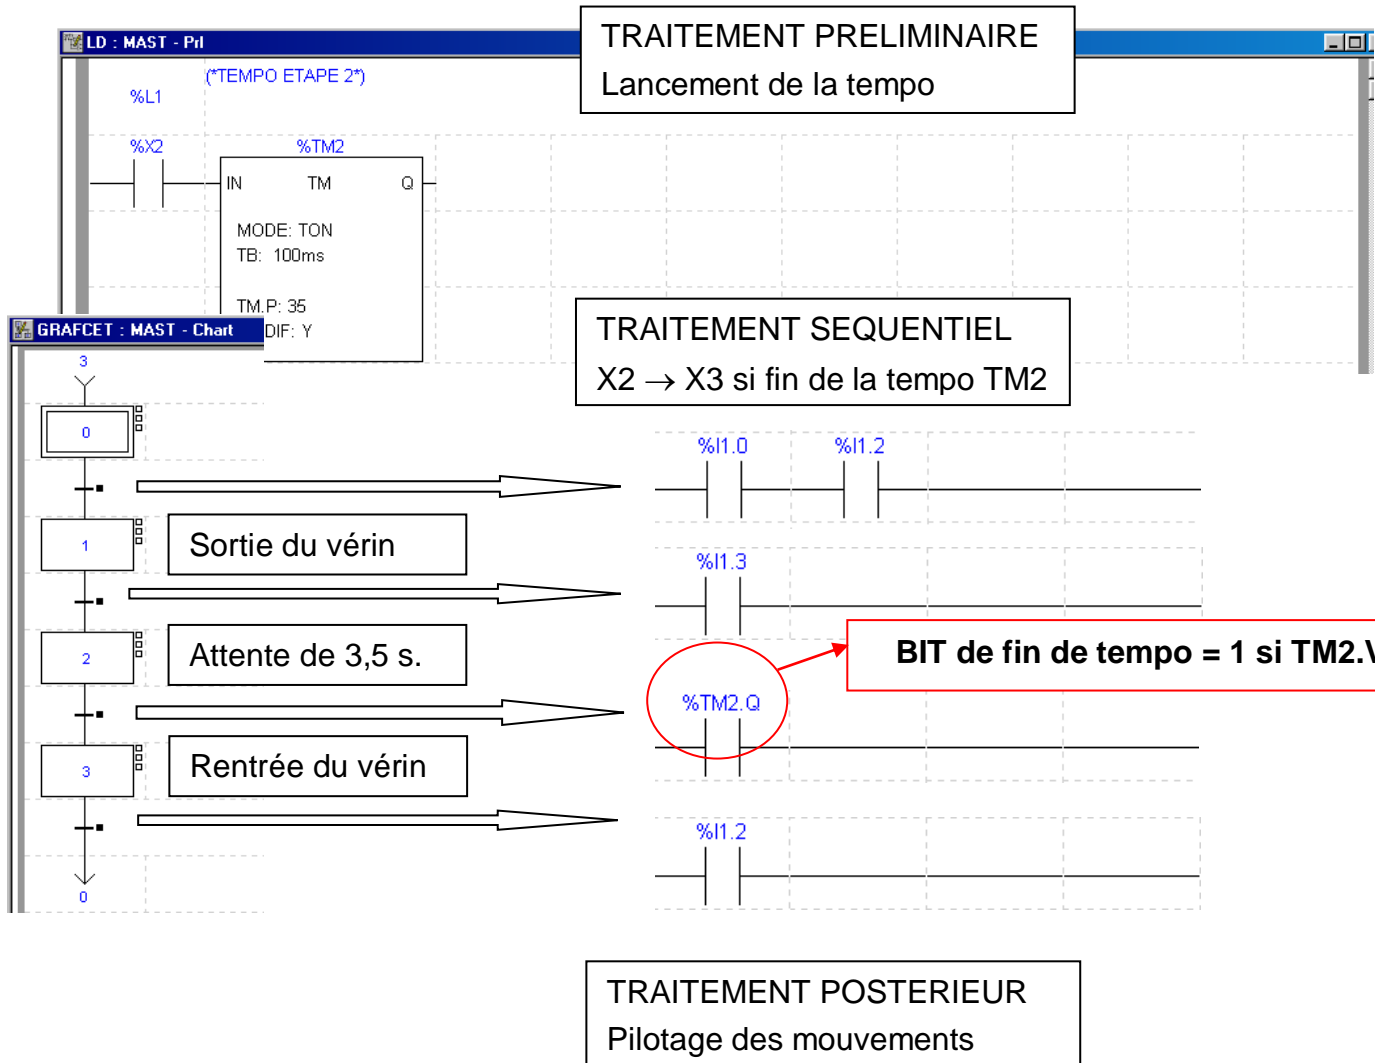 LD : MAST - Prl
TRAITEMENT PRELIMINAIRE
Lancement de la tempo
(*TEMPO ETAPE 2*)
%L1
%X2
%TM2
IN TM Q
MODE: TON
TB: 100ms
TM.P: 35
DIF: Y
GRAFCET : MAST - Chart
TRAITEMENT SEQUENTIEL
X2 → X3 si fin de la tempo TM2
3
0
%I1.0 %I1.2
1
Sortie du vérin
%I1.3
2
Attente de 3,5 s.
BIT de fin de tempo = 1 si TM2.V
%TM2.Q
3
Rentrée du vérin
%I1.2
0
TRAITEMENT POSTERIEUR
Pilotage des mouvements